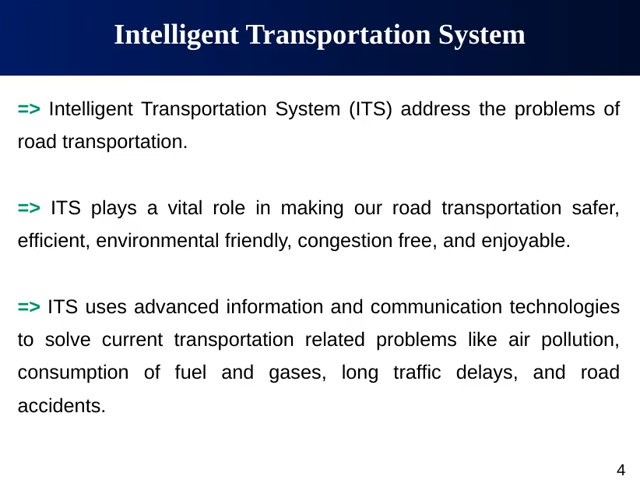 Intelligent Transportation System
=> Intelligent Transportation System (ITS) address the problems of
road transportation.
=> ITS plays a vital role in making our road transportation safer,
efficient, environmental friendly, congestion free, and enjoyable.
=> ITS uses advanced information and communication technologies
to solve current transportation related problems like air pollution,
consumption of fuel and gases, long traffic delays, and road
accidents.
4